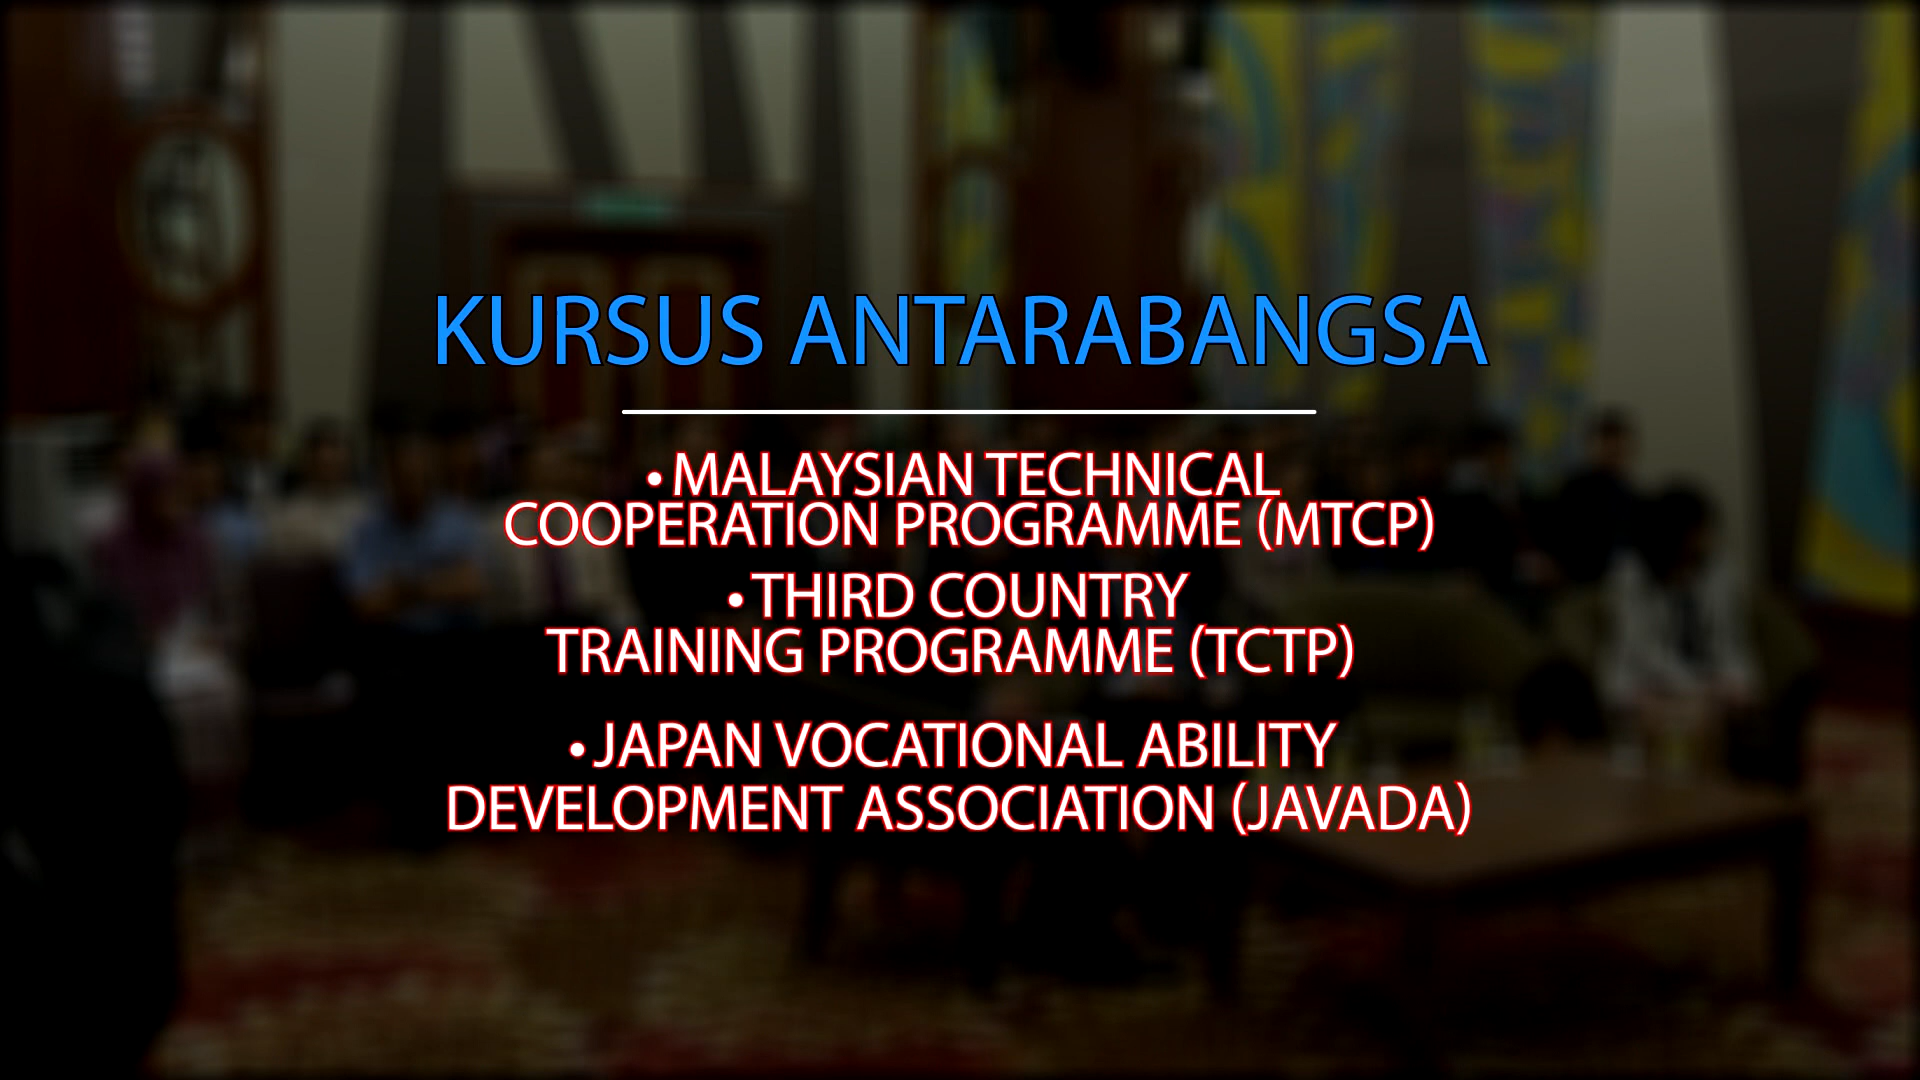 KURSUS ANTARABANGSA
• MALAYSIAN TECHNICAL
COOPERATION PROGRAMME (MTCP)
• THIRD COUNTRY
TRAINING PROGRAMME (TCTP)
• JAPAN VOCATIONAL ABILITY
DEVELOPMENT ASSOCIATION (JAVADA)